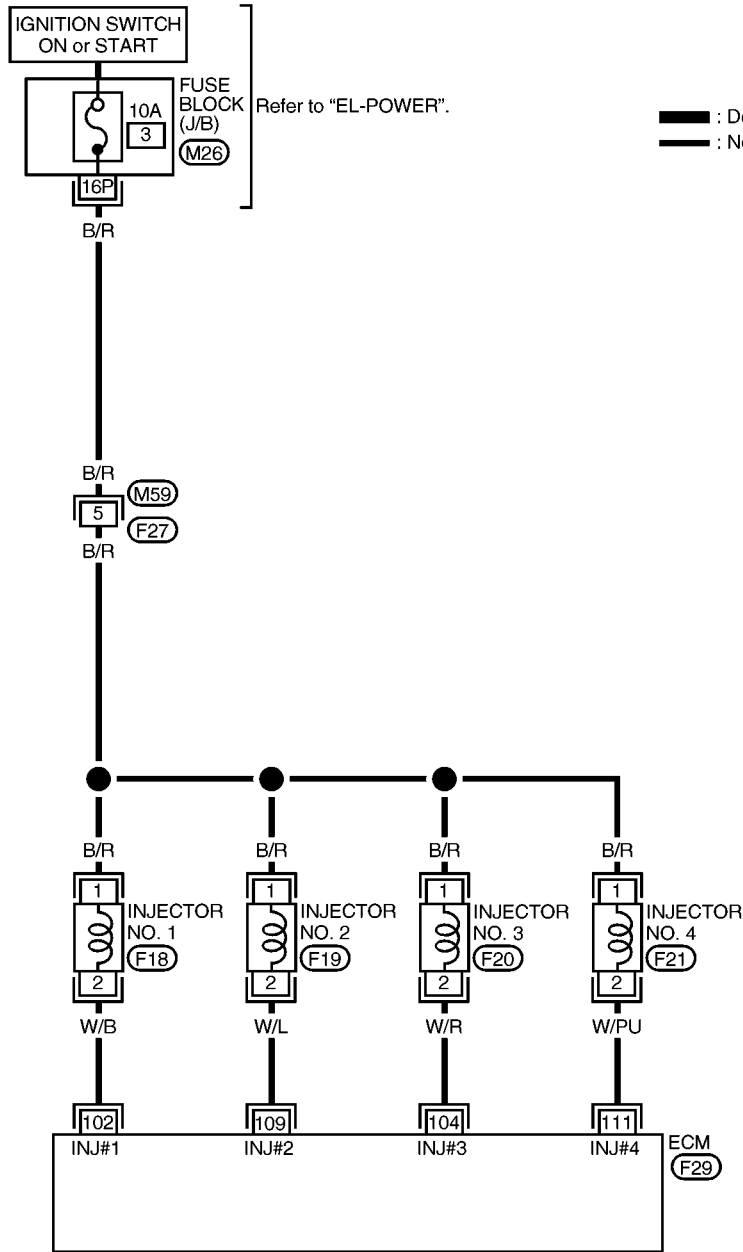 IGNITION SWITCH
ON or START
FUSE
BLOCK
(J/B)
10A
3
M26
Refer to “EL-POWER”.
16P
B/R
B/R
M59
5
F27
B/R
B/R
B/R
B/R
B/R
1
1
1
1
INJECTOR
NO. 1
F18
INJECTOR
NO. 2
F19
INJECTOR
NO. 3
F20
INJECTOR
NO. 4
F21
2
2
2
2
W/B
W/L
W/R
W/PU
102
109
104
111
INJ#1
INJ#2
INJ#3
INJ#4
ECM
F29